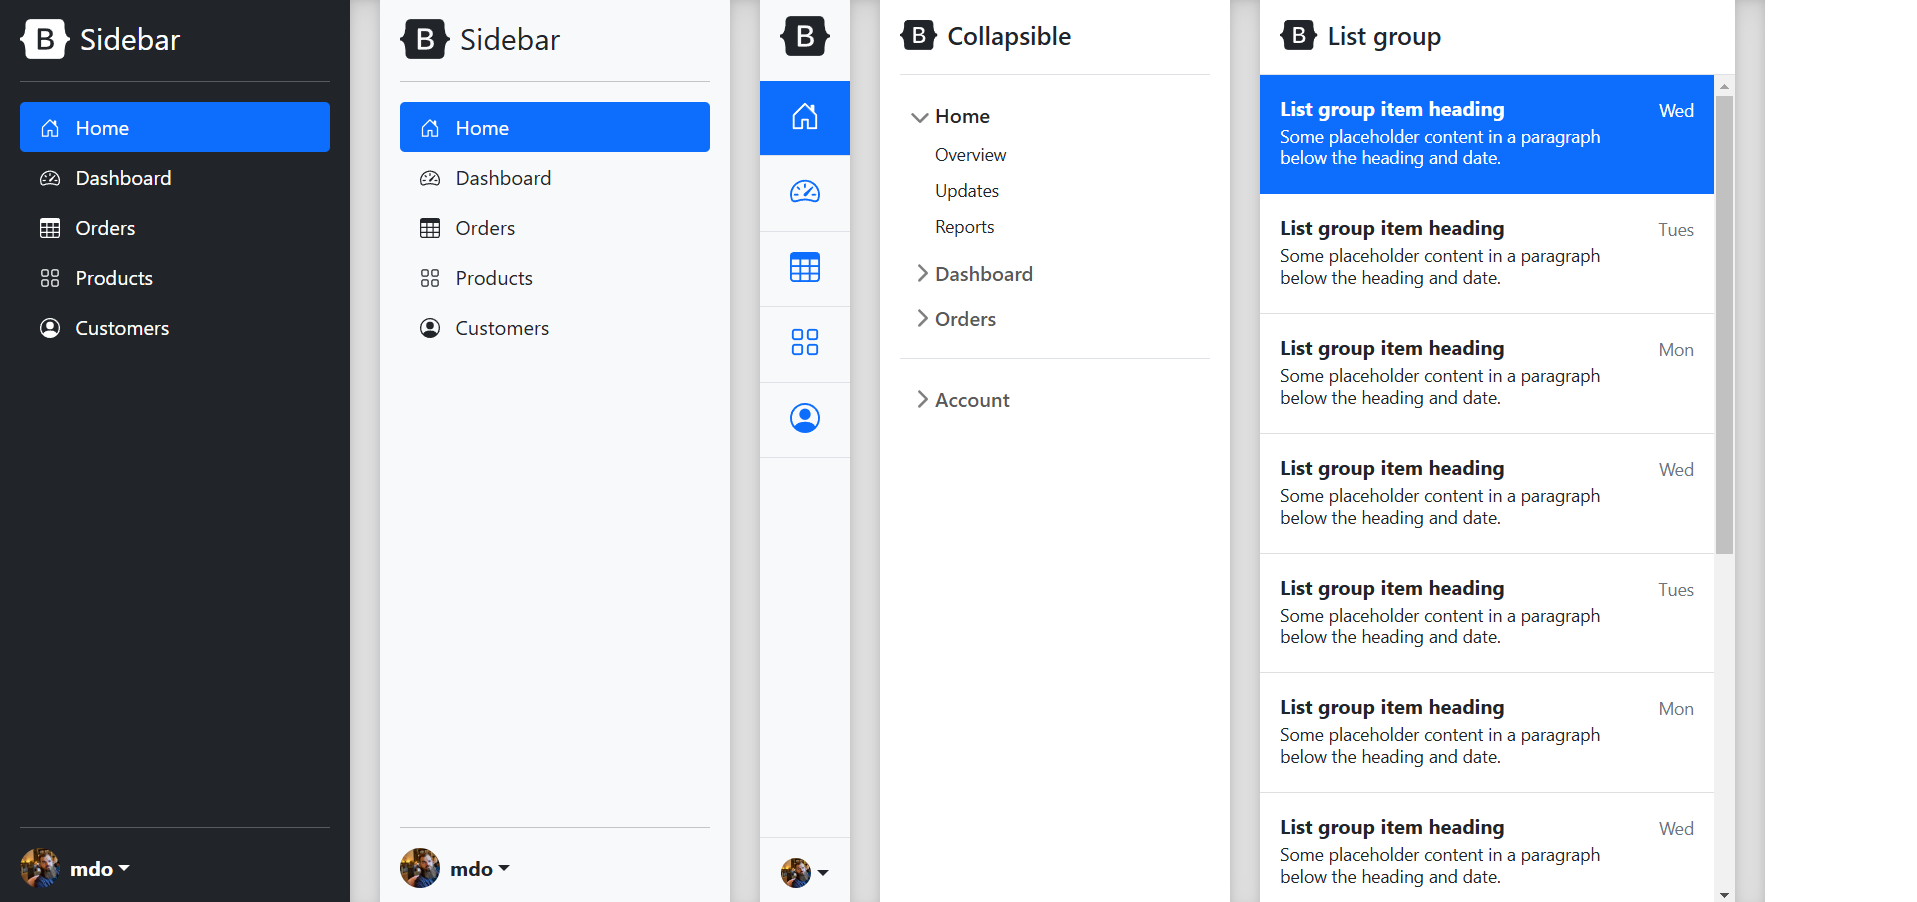 B Sidebar
Home
Dashboard
Orders
Products
Customers
mdo
B Sidebar
Home
Dashboard
Orders
Products
Customers
mdo
B
B Collapsible
Home
Overview
Updates
Reports
Dashboard
Orders
Account
B List group
List group item heading Wed
Some placeholder content in a paragraph
below the heading and date.
List group item heading Tues
Some placeholder content in a paragraph
below the heading and date.
List group item heading Mon
Some placeholder content in a paragraph
below the heading and date.
List group item heading Wed
Some placeholder content in a paragraph
below the heading and date.
List group item heading Tues
Some placeholder content in a paragraph
below the heading and date.
List group item heading Mon
Some placeholder content in a paragraph
below the heading and date.
List group item heading Wed
Some placeholder content in a paragraph
below the heading and date.